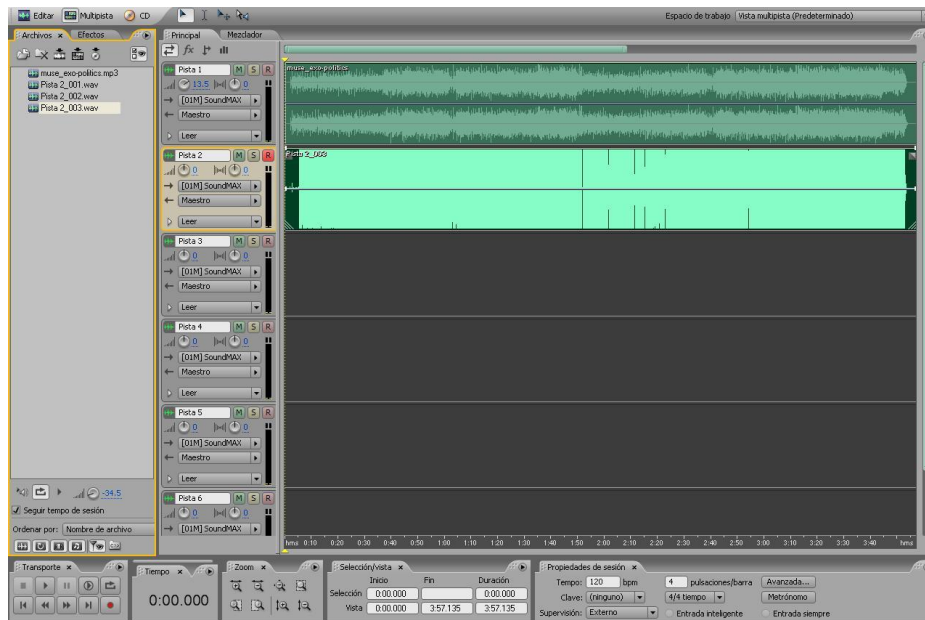 Editar Multipista CD Espacio de trabajo Vista multipista (Predeterminado)
Archivos x Efectos
Principal Mezclador
fx
muse_exo-politics.mp3
Pista 2_001.wav
Pista 2_002.wav
Pista 2_003.wav
Pista 1 M S R
13.5 0
[01M] SoundMAX
Maestro
Leer
muse_exo-politics
Pista 2 M S R
0 0
[01M] SoundMAX
Maestro
Leer
Pista 2_003
Pista 3 M S R
0 0
[01M] SoundMAX
Maestro
Leer
Pista 4 M S R
0 0
[01M] SoundMAX
Maestro
Leer
Pista 5 M S R
0 0
[01M] SoundMAX
Maestro
Leer
Pista 6 M S R
0 0
[01M] SoundMAX
-34.5
Seguir tempo de sesión
Ordenar por: Nombre de archivo
hms 0:10 0:20 0:30 0:40 0:50 1:00 1:10 1:20 1:30 1:40 1:50 2:00 2:10 2:20 2:30 2:40 2:50 3:00 3:10 3:20 3:30 3:40 hms
Transporte x
Tiempo x
0:00.000
Zoom x
Selección/vista x
Inicio Fin Duración
Selección 0:00.000 0:00.000
Vista 0:00.000 3:57.135 3:57.135
Propiedades de sesión x
Tempo: 120 bpm 4 pulsaciones/barra Avanzada...
Clave: (ninguno) 4/4 tiempo Metrónomo
Supervisión: Externo Entrada inteligente Entrada siempre